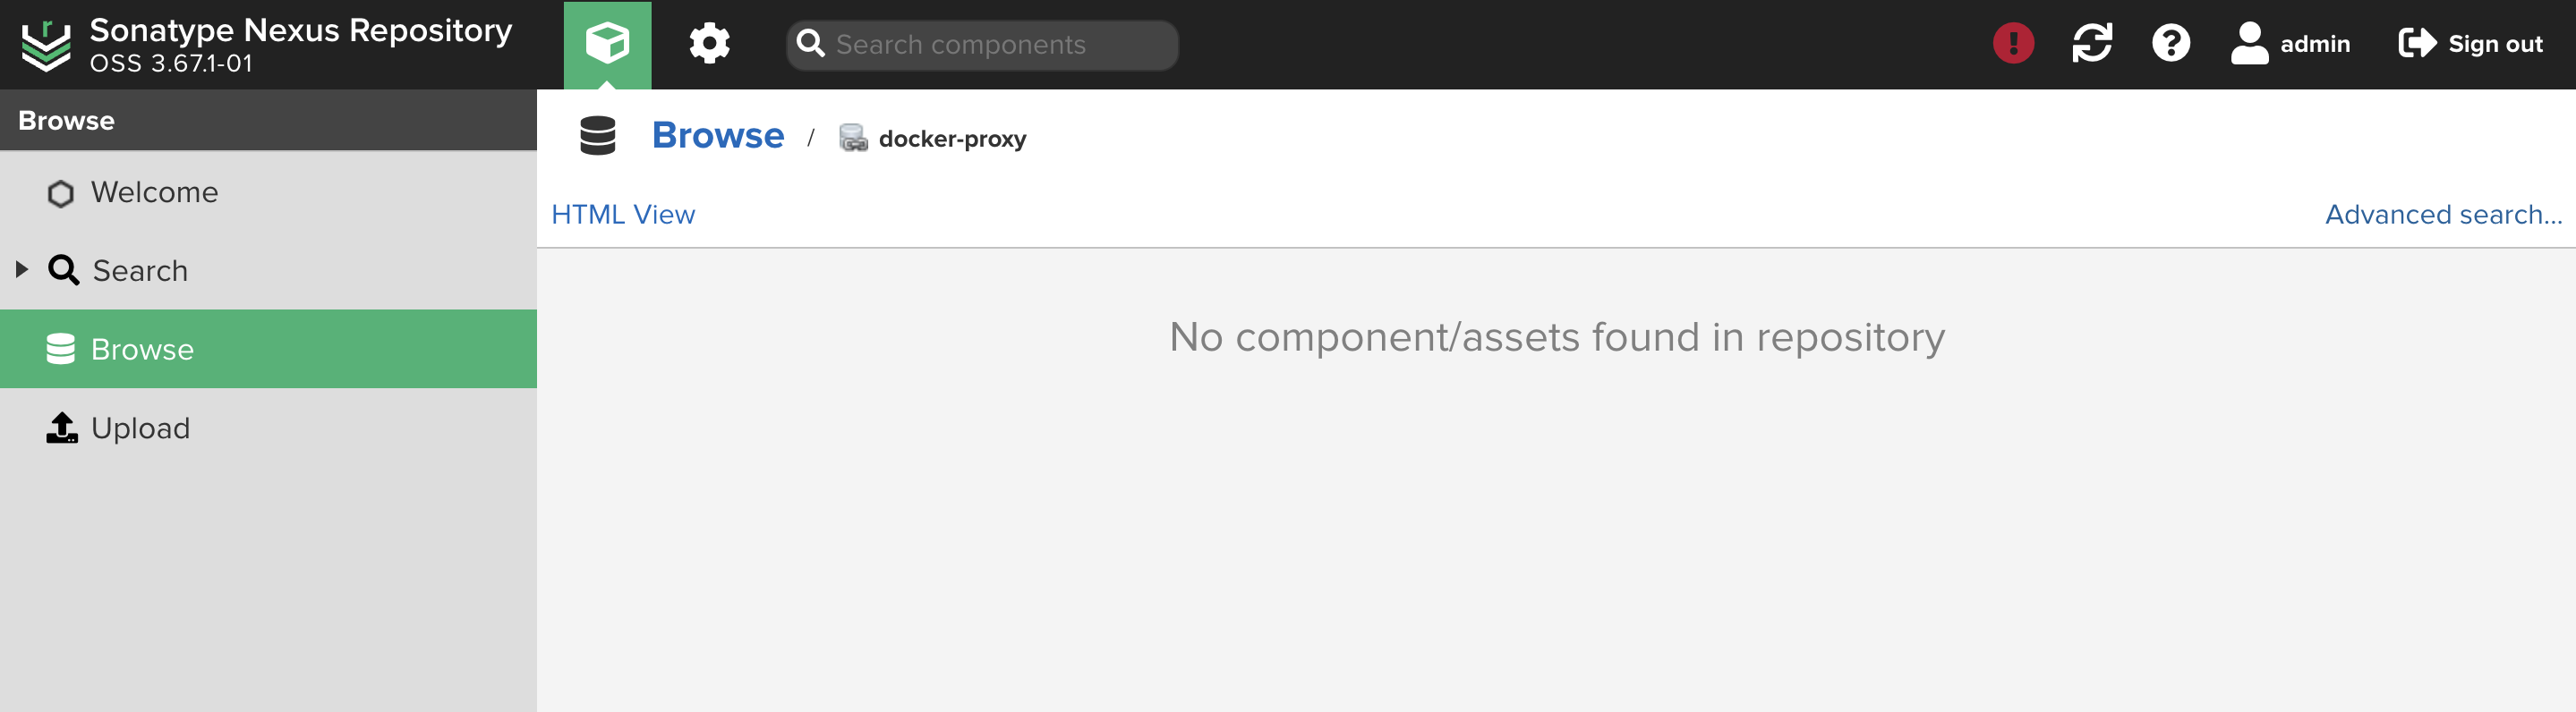 Sonatype Nexus Repository
OSS 3.67.1-01
Search components
admin
Sign out
Browse
Welcome
Search
Browse
Upload
Browse / docker-proxy
HTML View
Advanced search...
No component/assets found in repository